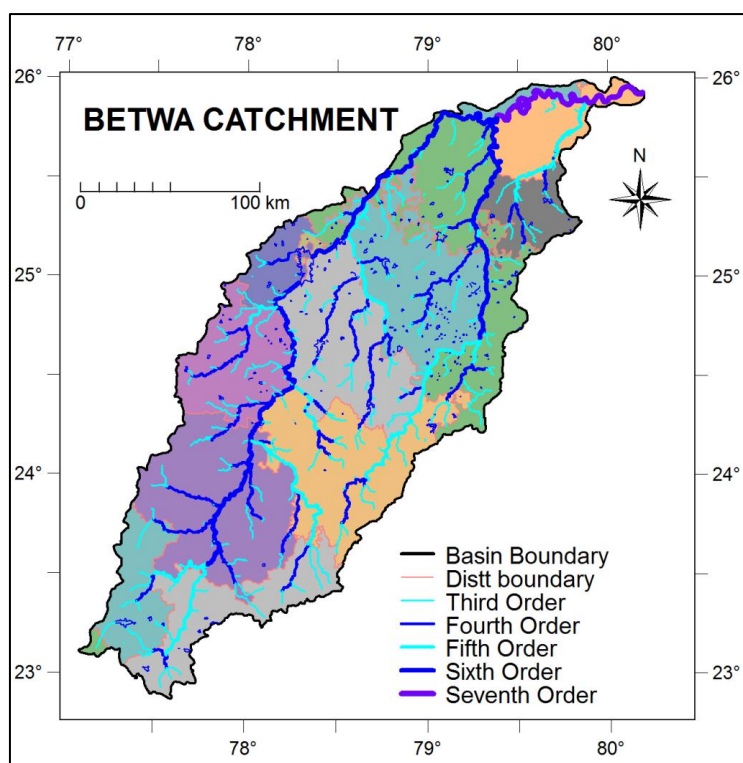 77° 78° 79° 80°
26° 26°
BETWA CATCHMENT
N
0 100 km
25° 25°
24° 24°
Basin Boundary
Distt boundary
Third Order
Fourth Order
Fifth Order
Sixth Order
Seventh Order
23° 23°
78° 79° 80°